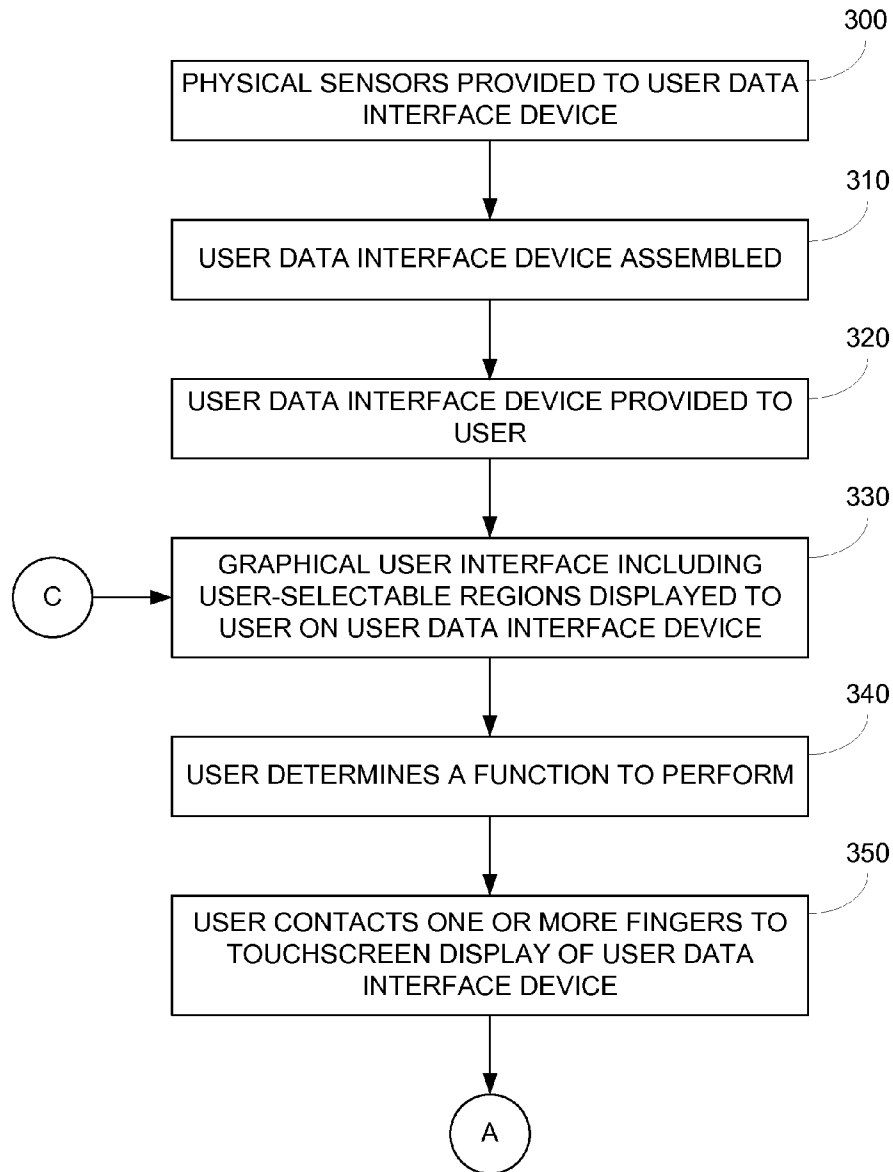 300
PHYSICAL SENSORS PROVIDED TO USER DATA
INTERFACE DEVICE
310
USER DATA INTERFACE DEVICE ASSEMBLED
320
USER DATA INTERFACE DEVICE PROVIDED TO
USER
330
GRAPHICAL USER INTERFACE INCLUDING
USER-SELECTABLE REGIONS DISPLAYED TO
USER ON USER DATA INTERFACE DEVICE
C
340
USER DETERMINES A FUNCTION TO PERFORM
350
USER CONTACTS ONE OR MORE FINGERS TO
TOUCHSCREEN DISPLAY OF USER DATA
INTERFACE DEVICE
A